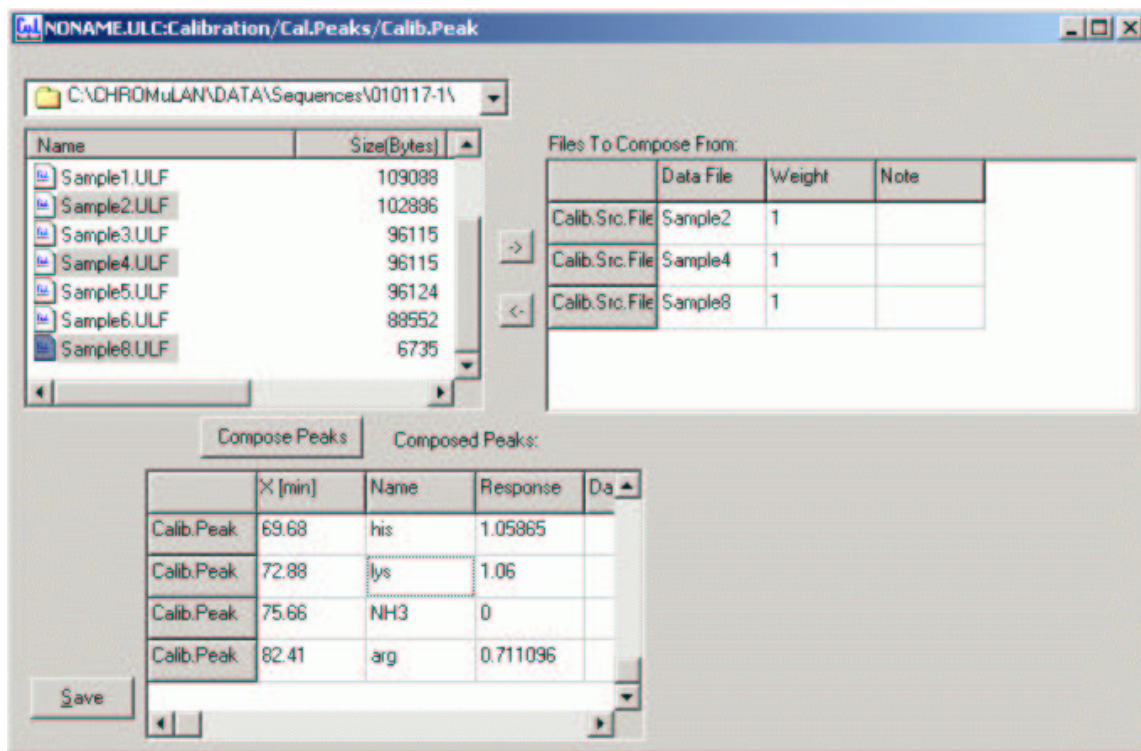 NONAME.ULC:Calibration/Cal.Peaks/Calib.Peak
C:\CHROMuLAN\DATA\Sequences\010117-1\
Name Size(Bytes)
Sample1.ULF 109088
Sample2.ULF 102886
Sample3.ULF 96115
Sample4.ULF 96115
Sample5.ULF 96124
Sample6.ULF 88552
Sample8.ULF 6735
->
<-
Files To Compose From:
Data File Weight Note
Calib.Src.File Sample2 1
Calib.Src.File Sample4 1
Calib.Src.File Sample8 1
Compose Peaks Composed Peaks:
X [min] Name Response Da
Calib.Peak 69.68 his 1.05865
Calib.Peak 72.88 lys 1.06
Calib.Peak 75.66 NH3 0
Calib.Peak 82.41 arg 0.711096
Save